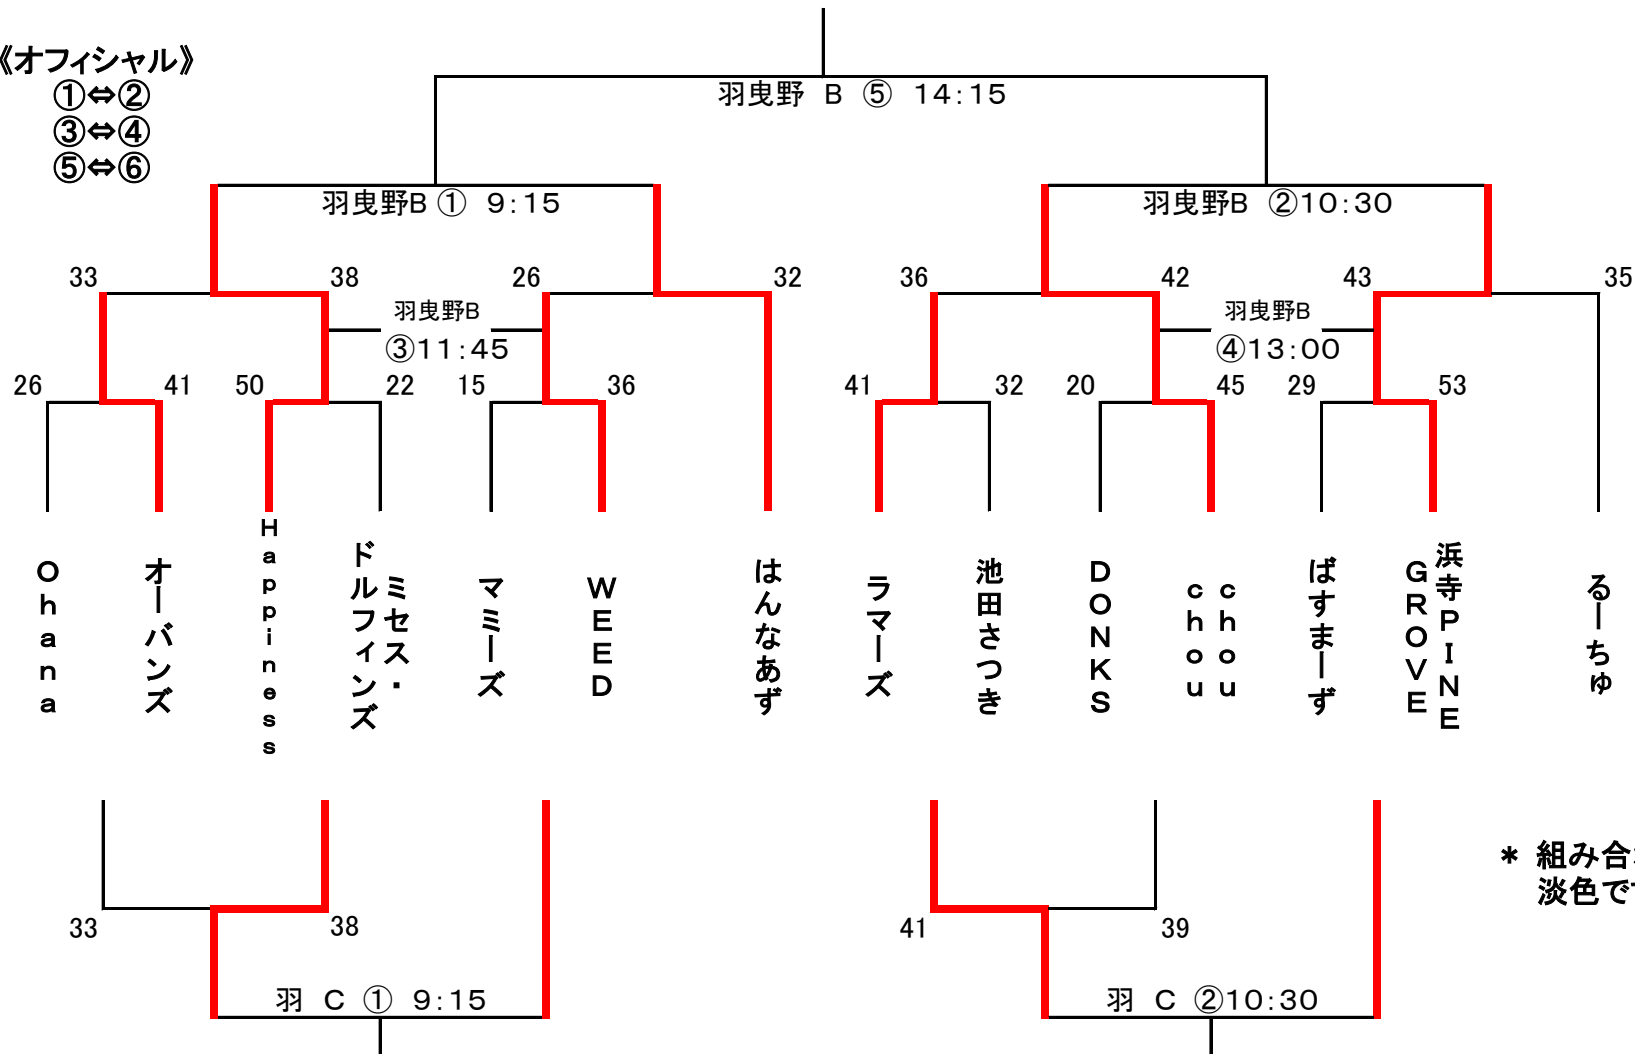 《オフィシャル》
①⇔②
③⇔④
⑤⇔⑥
羽曳野 B ⑤ 14:15
羽曳野B ① 9:15
羽曳野B ②10:30
33
38
26
32
36
42
43
35
羽曳野B
③11:45
羽曳野B
④13:00
26
41
50
22
15
36
41
32
20
45
29
53
Ohana
オーバンズ
Happiness
ミセス・
ドルフィンズ
マミーズ
WEED
はんなあず
ラマーズ
池田さつき
DONKS
chou
chou
ばすまーず
浜寺PINE
GROVE
るーちゅ
33
38
41
39
羽 C ① 9:15
羽 C ②10:30
* 組み合
淡色で